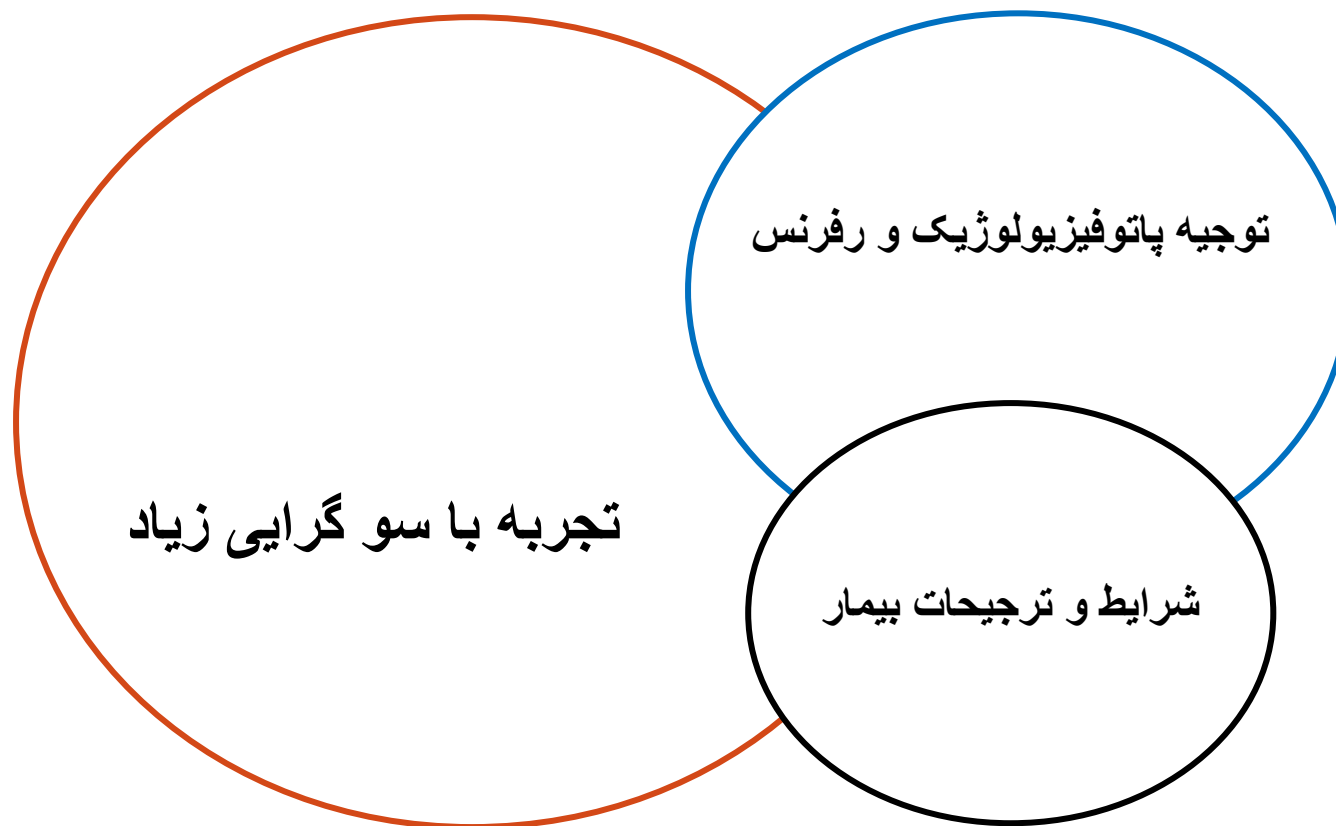 توجیه پاتوفیزیولوژیک و رفرنس
تجربه با سو گرایی زیاد
شرایط و ترجیحات بیمار